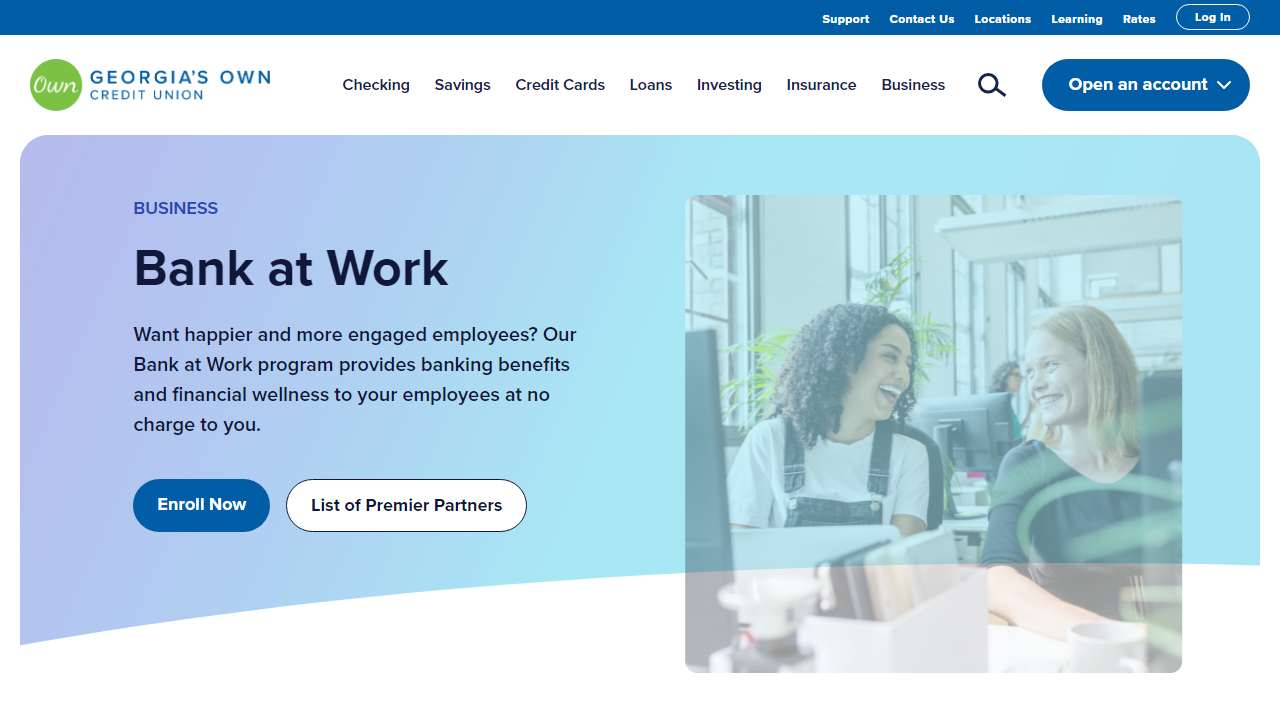 Support Contact Us Locations Learning Rates Log In
Own GEORGIA'S OWN
CREDIT UNION
Checking Savings Credit Cards Loans Investing Insurance Business Open an account
BUSINESS
Bank at Work
Want happier and more engaged employees? Our
Bank at Work program provides banking benefits
and financial wellness to your employees at no
charge to you.
Enroll Now List of Premier Partners